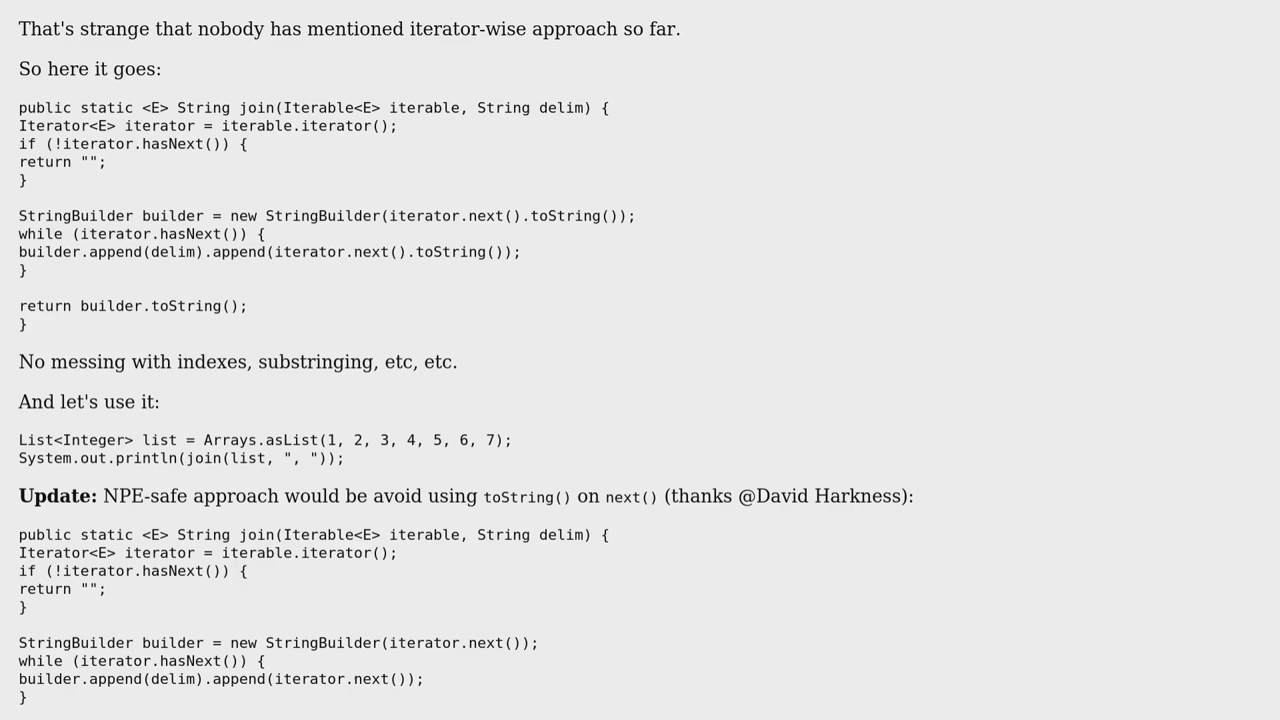 That's strange that nobody has mentioned iterator-wise approach so far.
So here it goes:
public static <E> String join(Iterable<E> iterable, String delim) {
Iterator<E> iterator = iterable.iterator();
if (!iterator.hasNext()) {
return "";
}
StringBuilder builder = new StringBuilder(iterator.next().toString());
while (iterator.hasNext()) {
builder.append(delim).append(iterator.next().toString());
}
return builder.toString();
}
No messing with indexes, substringing, etc, etc.
And let's use it:
List<Integer> list = Arrays.asList(1, 2, 3, 4, 5, 6, 7);
System.out.println(join(list, ", "));
Update: NPE-safe approach would be avoid using toString() on next() (thanks @David Harkness):
public static <E> String join(Iterable<E> iterable, String delim) {
Iterator<E> iterator = iterable.iterator();
if (!iterator.hasNext()) {
return "";
}
StringBuilder builder = new StringBuilder(iterator.next());
while (iterator.hasNext()) {
builder.append(delim).append(iterator.next());
}